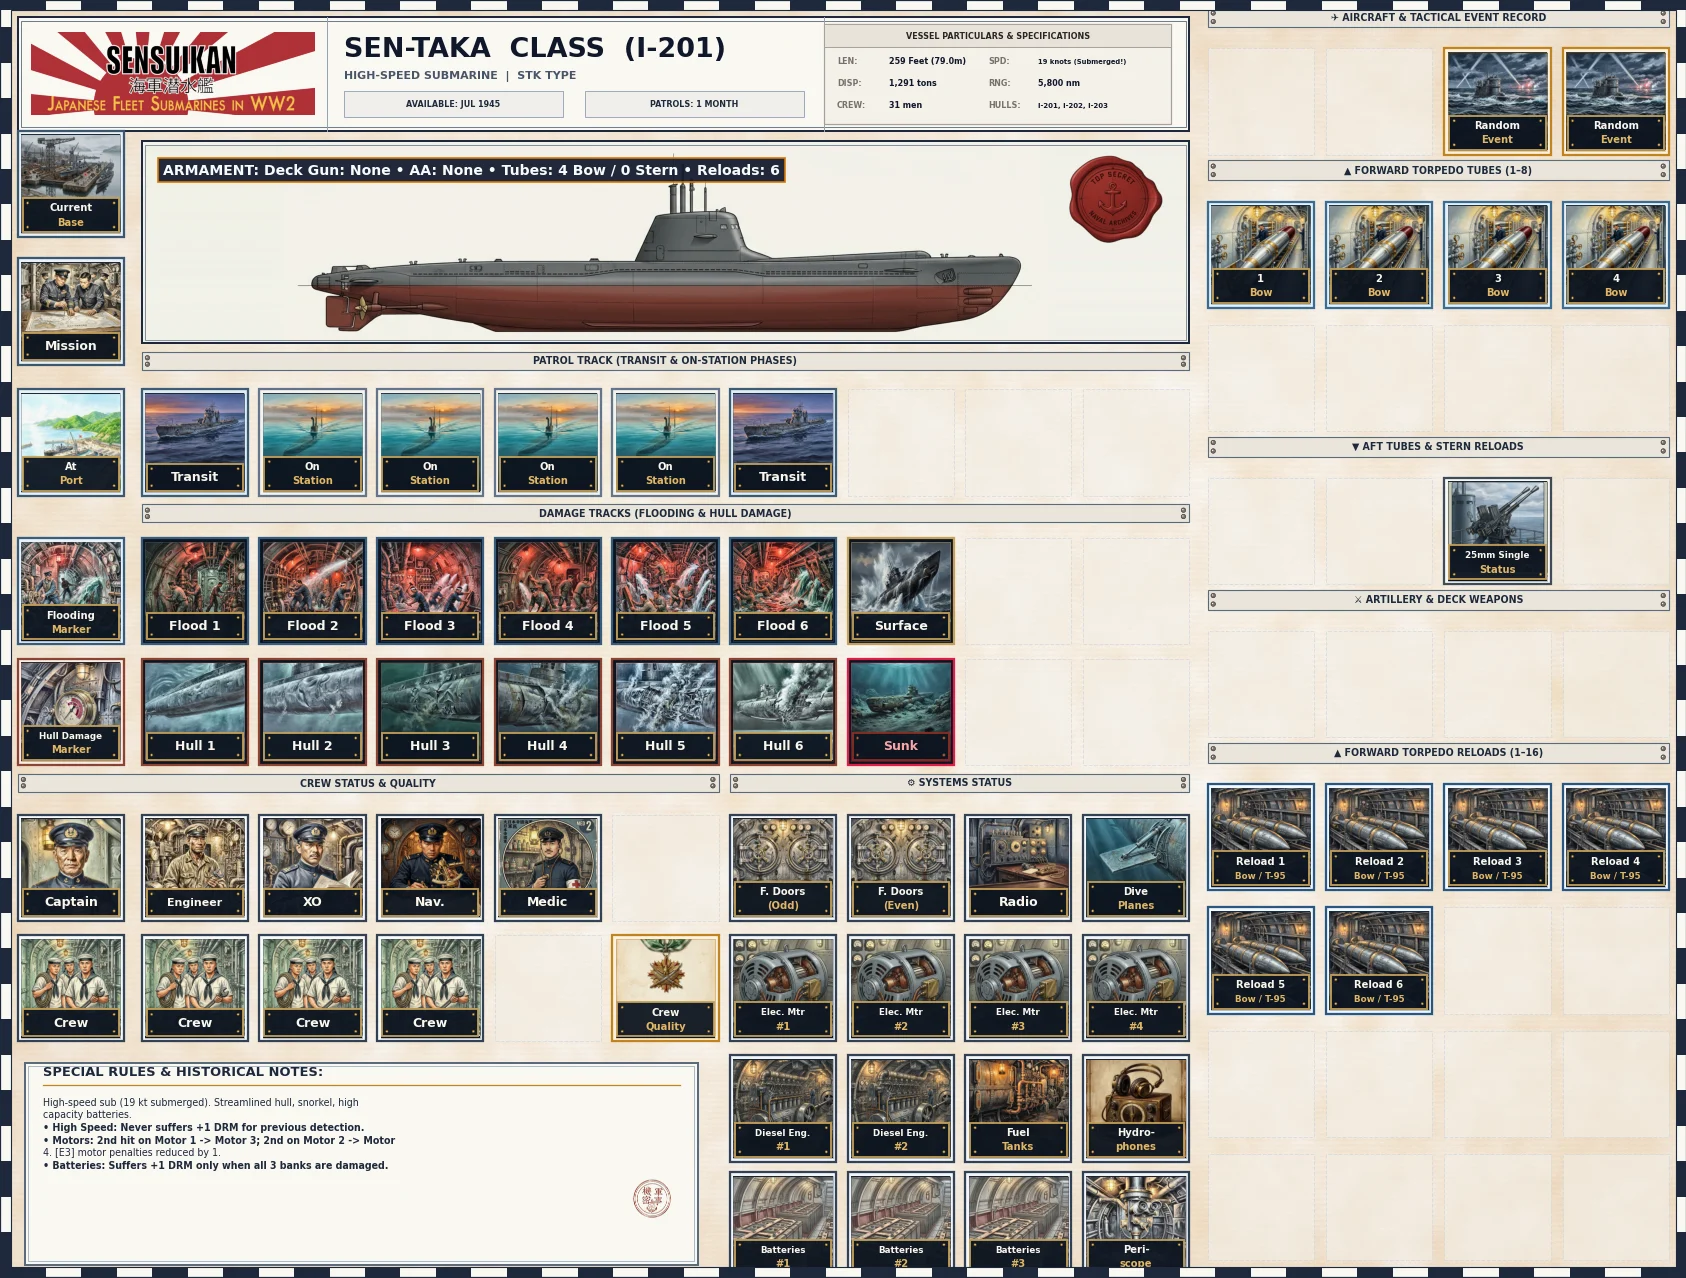 SENSUIKAN
海軍潜水艦
JAPANESE FLEET SUBMARINES IN WW2
SEN-TAKA CLASS (I-201)
HIGH-SPEED SUBMARINE | STK TYPE
AVAILABLE: JUL 1945
PATROLS: 1 MONTH
VESSEL PARTICULARS & SPECIFICATIONS
LEN: 259 Feet (79.0m) SPD: 19 knots (Submerged!)
DISP: 1,291 tons RNG: 5,800 nm
CREW: 31 men HULLS: I-201, I-202, I-203
✈ AIRCRAFT & TACTICAL EVENT RECORD
Random
Event
Random
Event
Current
Base
Mission
ARMAMENT: Deck Gun: None • AA: None • Tubes: 4 Bow / 0 Stern • Reloads: 6
TOP SECRET
NAVAL ARCHIVES
▲ FORWARD TORPEDO TUBES (1–8)
1
Bow
2
Bow
3
Bow
4
Bow
PATROL TRACK (TRANSIT & ON-STATION PHASES)
At
Port
Transit
On
Station
On
Station
On
Station
On
Station
Transit
▼ AFT TUBES & STERN RELOADS
25mm Single
Status
DAMAGE TRACKS (FLOODING & HULL DAMAGE)
Flooding
Marker
Flood 1
Flood 2
Flood 3
Flood 4
Flood 5
Flood 6
Surface
⚔ ARTILLERY & DECK WEAPONS
Hull Damage
Marker
Hull 1
Hull 2
Hull 3
Hull 4
Hull 5
Hull 6
Sunk
▲ FORWARD TORPEDO RELOADS (1–16)
Reload 1
Bow / T-95
Reload 2
Bow / T-95
Reload 3
Bow / T-95
Reload 4
Bow / T-95
Reload 5
Bow / T-95
Reload 6
Bow / T-95
CREW STATUS & QUALITY
Captain
Engineer
XO
Nav.
2
Medic
Crew
Crew
Crew
Crew
Crew
Quality
⚙ SYSTEMS STATUS
F. Doors
(Odd)
F. Doors
(Even)
Radio
Dive
Planes
Elec. Mtr
#1
Elec. Mtr
#2
Elec. Mtr
#3
Elec. Mtr
#4
Diesel Eng.
#1
Diesel Eng.
#2
Fuel
Tanks
Hydro-
phones
Batteries
#1
Batteries
#2
Batteries
#3
Peri-
scope
SPECIAL RULES & HISTORICAL NOTES:
High-speed sub (19 kt submerged). Streamlined hull, snorkel, high
capacity batteries.
• High Speed: Never suffers +1 DRM for previous detection.
• Motors: 2nd hit on Motor 1 -> Motor 3; 2nd on Motor 2 -> Motor
4. [E3] motor penalties reduced by 1.
• Batteries: Suffers +1 DRM only when all 3 banks are damaged.